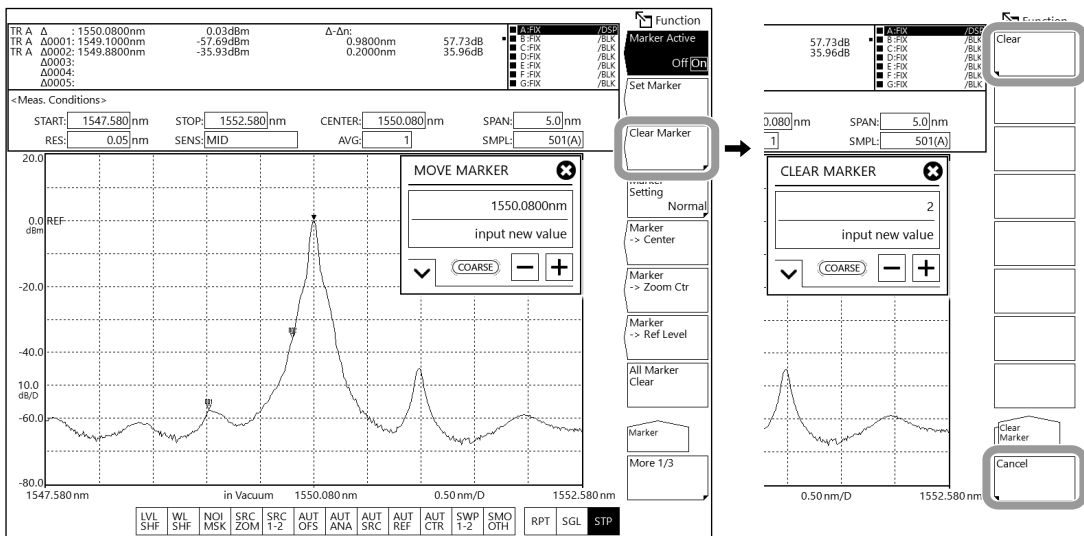 Function
TR A Δ : 1550.0800nm 0.03dBm Δ-Δn:
TR A Δ0001: 1549.1000nm -57.69dBm 0.9800nm 57.73dB
TR A Δ0002: 1549.8800nm -35.93dBm 0.2000nm 35.96dB
Δ0003:
Δ0004:
Δ0005:
A:FIX /DSP
B:FIX /BLK
C:FIX /BLK
D:FIX /BLK
E:FIX /BLK
F:FIX /BLK
G:FIX /BLK
<Meas. Conditions>
START: 1547.580 nm STOP: 1552.580 nm CENTER: 1550.080 nm SPAN: 5.0 nm
RES: 0.05 nm SENS: MID AVG: 1 SMPL: 501(A)
20.0
0.0 REF
dBm
-20.0
-40.0
10.0
dB/D
-60.0
-80.0
MOVE MARKER
1550.0800nm
input new value
COARSE
1547.580 nm in Vacuum 1550.080 nm 0.50 nm/D 1552.580 nm
LVL SHF
WL SHF
NOI MSK
SRC ZOM
SRC 1-2
AUT OFS
AUT ANA
AUT SRC
AUT REF
AUT CTR
SWP 1-2
SMO OTH
RPT
SGL
STP
Marker Active
Off On
Set Marker
Clear Marker
Marker
Setting
Normal
Marker
-> Center
Marker
-> Zoom Ctr
Marker
-> Ref Level
All Marker
Clear
Marker
More 1/3
57.73dB
35.96dB
A:FIX /DSP
B:FIX /BLK
C:FIX /BLK
D:FIX /BLK
E:FIX /BLK
F:FIX /BLK
G:FIX /BLK
0.080 nm SPAN: 5.0 nm
1 SMPL: 501(A)
CLEAR MARKER
2
input new value
COARSE
0.50 nm/D 1552.580 nm
Function
Clear
Clear
Marker
Cancel